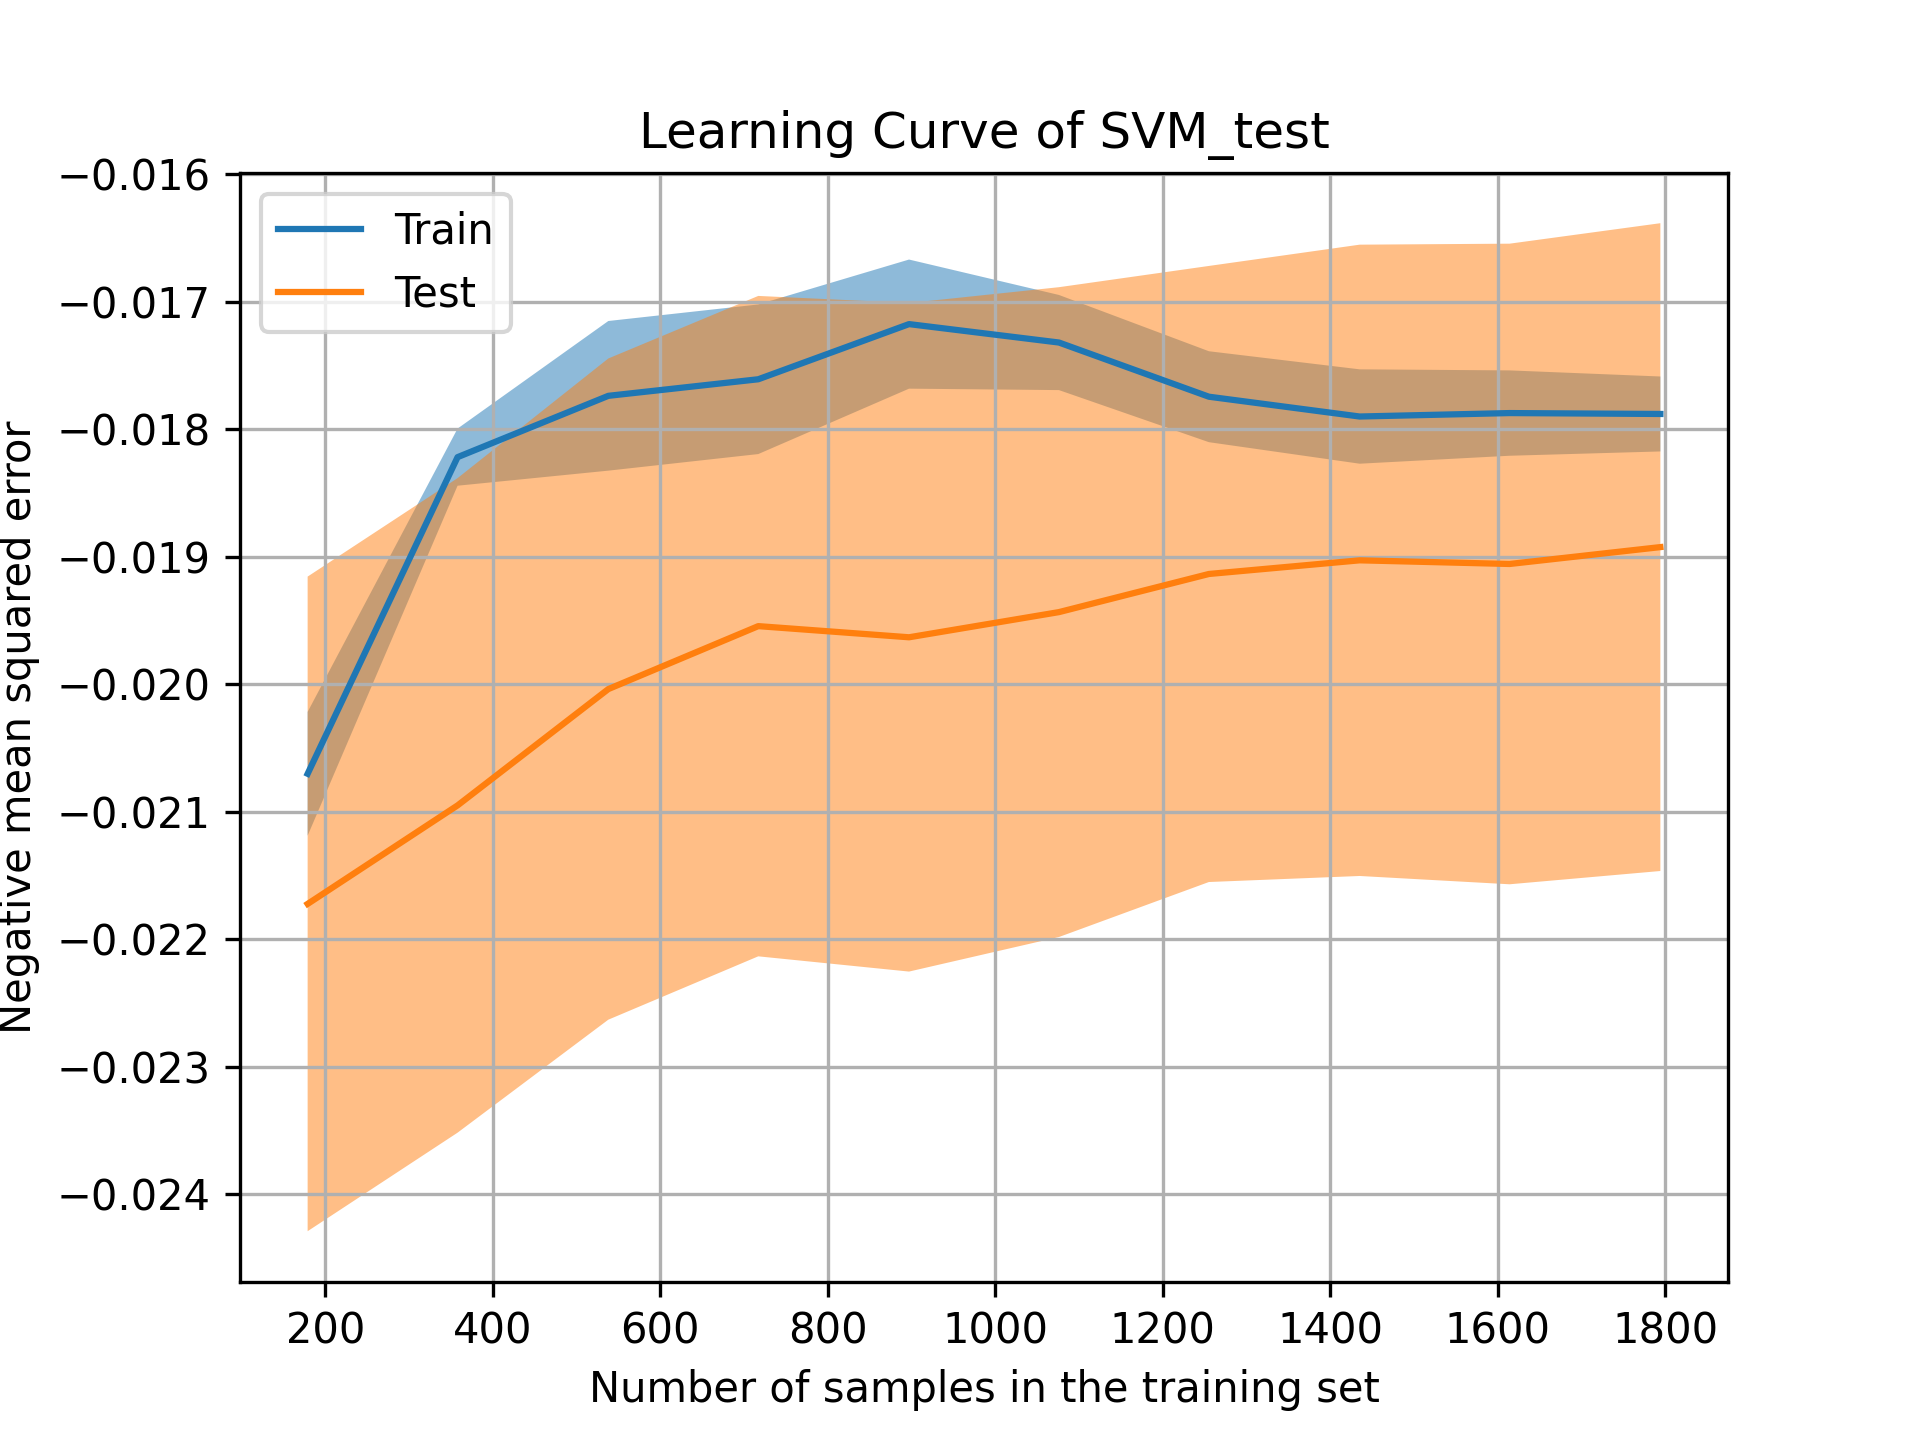 Learning Curve of SVM_test
Train
Test
−0.016
−0.017
−0.018
−0.019
−0.020
−0.021
−0.022
−0.023
−0.024
Negative mean squared error
200 400 600 800 1000 1200 1400 1600 1800
Number of samples in the training set